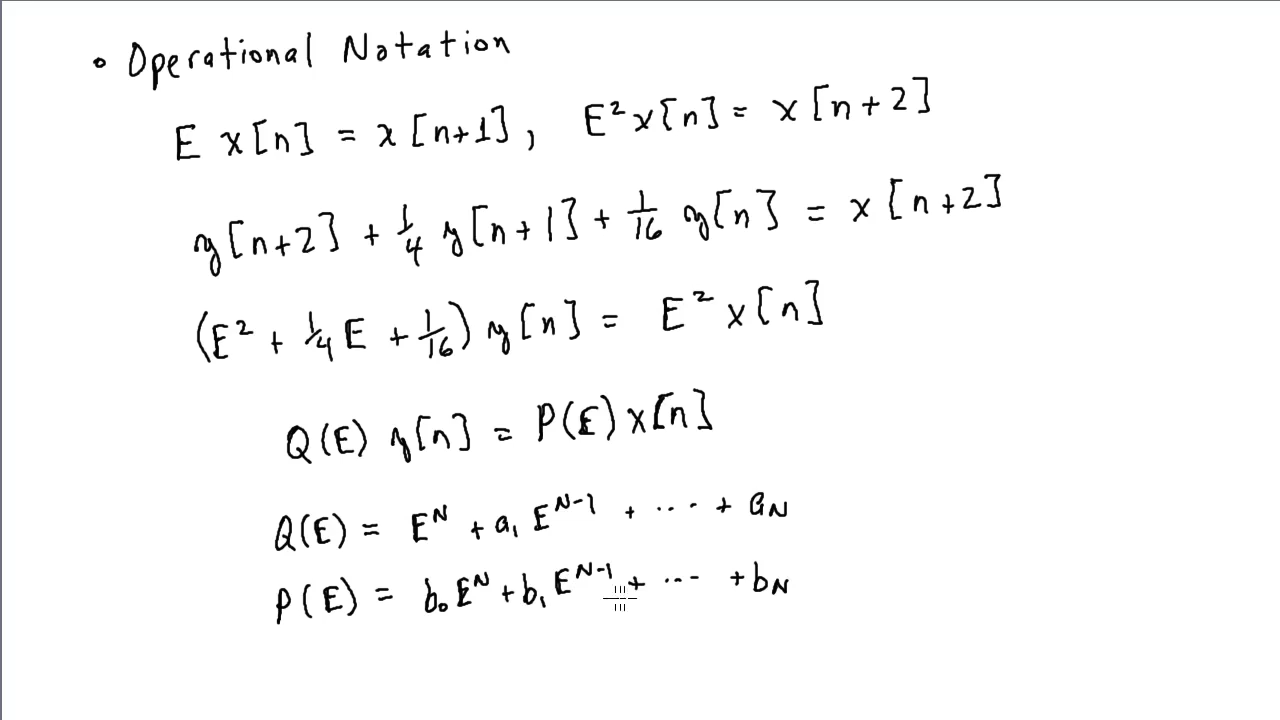 • Operational Notation
E x[n] = x[n+1], E² x[n] = x[n+2]
y[n+2] + 1/4 y[n+1] + 1/16 y[n] = x[n+2]
(E² + 1/4 E + 1/16) y[n] = E² x[n]
Q(E) y[n] = P(E) x[n]
Q(E) = E^N + a₁ E^{N-1} + ... + a_N
P(E) = b₀ E^N + b₁ E^{N-1} + ... + b_N